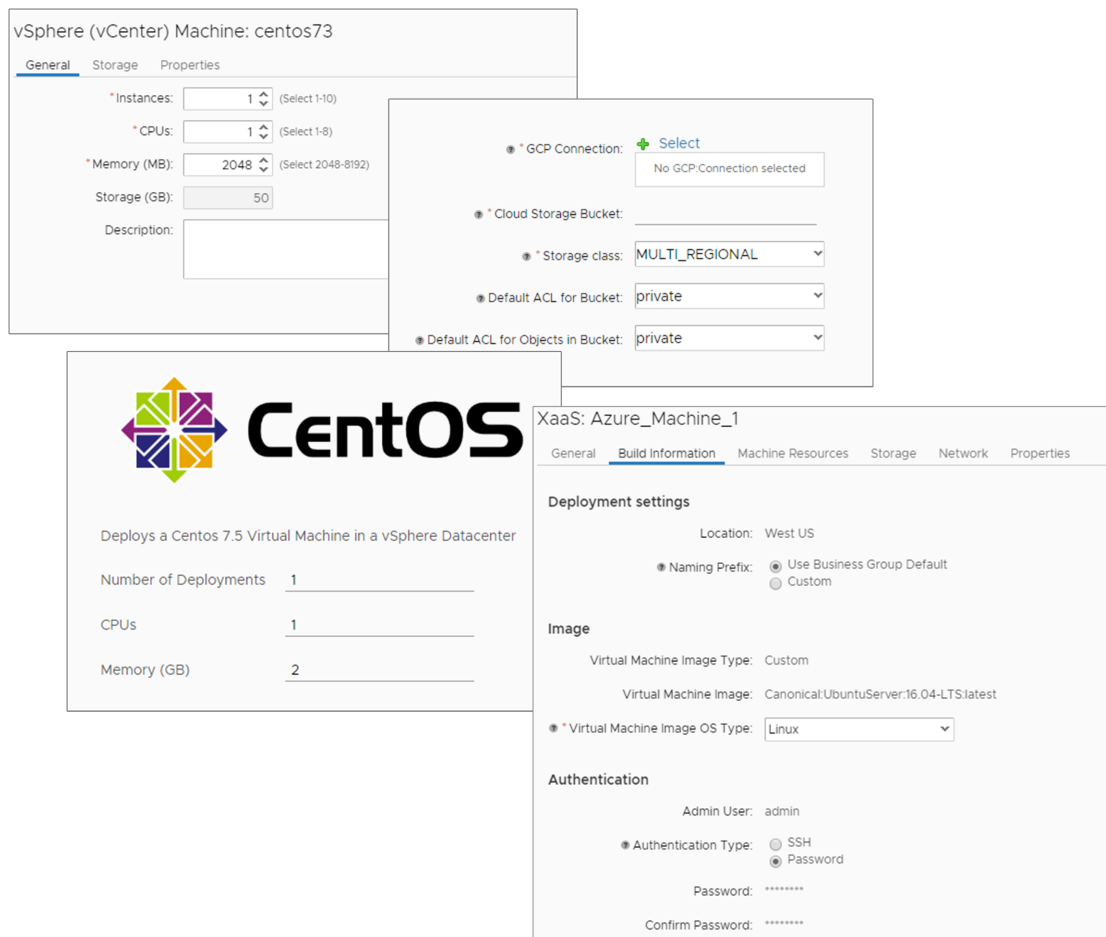 vSphere (vCenter) Machine: centos73
General Storage Properties
* Instances: 1 (Select 1-10)
* CPUs: 1 (Select 1-8)
* Memory (MB): 2048 (Select 2048-8192)
Storage (GB): 50
Description:
* GCP Connection: Select
No GCP:Connection selected
* Cloud Storage Bucket:
* Storage class: MULTI_REGIONAL
Default ACL for Bucket: private
Default ACL for Objects in Bucket: private
CentOS
Deploys a Centos 7.5 Virtual Machine in a vSphere Datacenter
Number of Deployments 1
CPUs 1
Memory (GB) 2
XaaS: Azure_Machine_1
General Build Information Machine Resources Storage Network Properties
Deployment settings
Location: West US
Naming Prefix: Use Business Group Default
Custom
Image
Virtual Machine Image Type: Custom
Virtual Machine Image: Canonical:UbuntuServer:16.04-LTS:latest
* Virtual Machine Image OS Type: Linux
Authentication
Admin User: admin
Authentication Type: SSH
Password
Password: ********
Confirm Password: ********